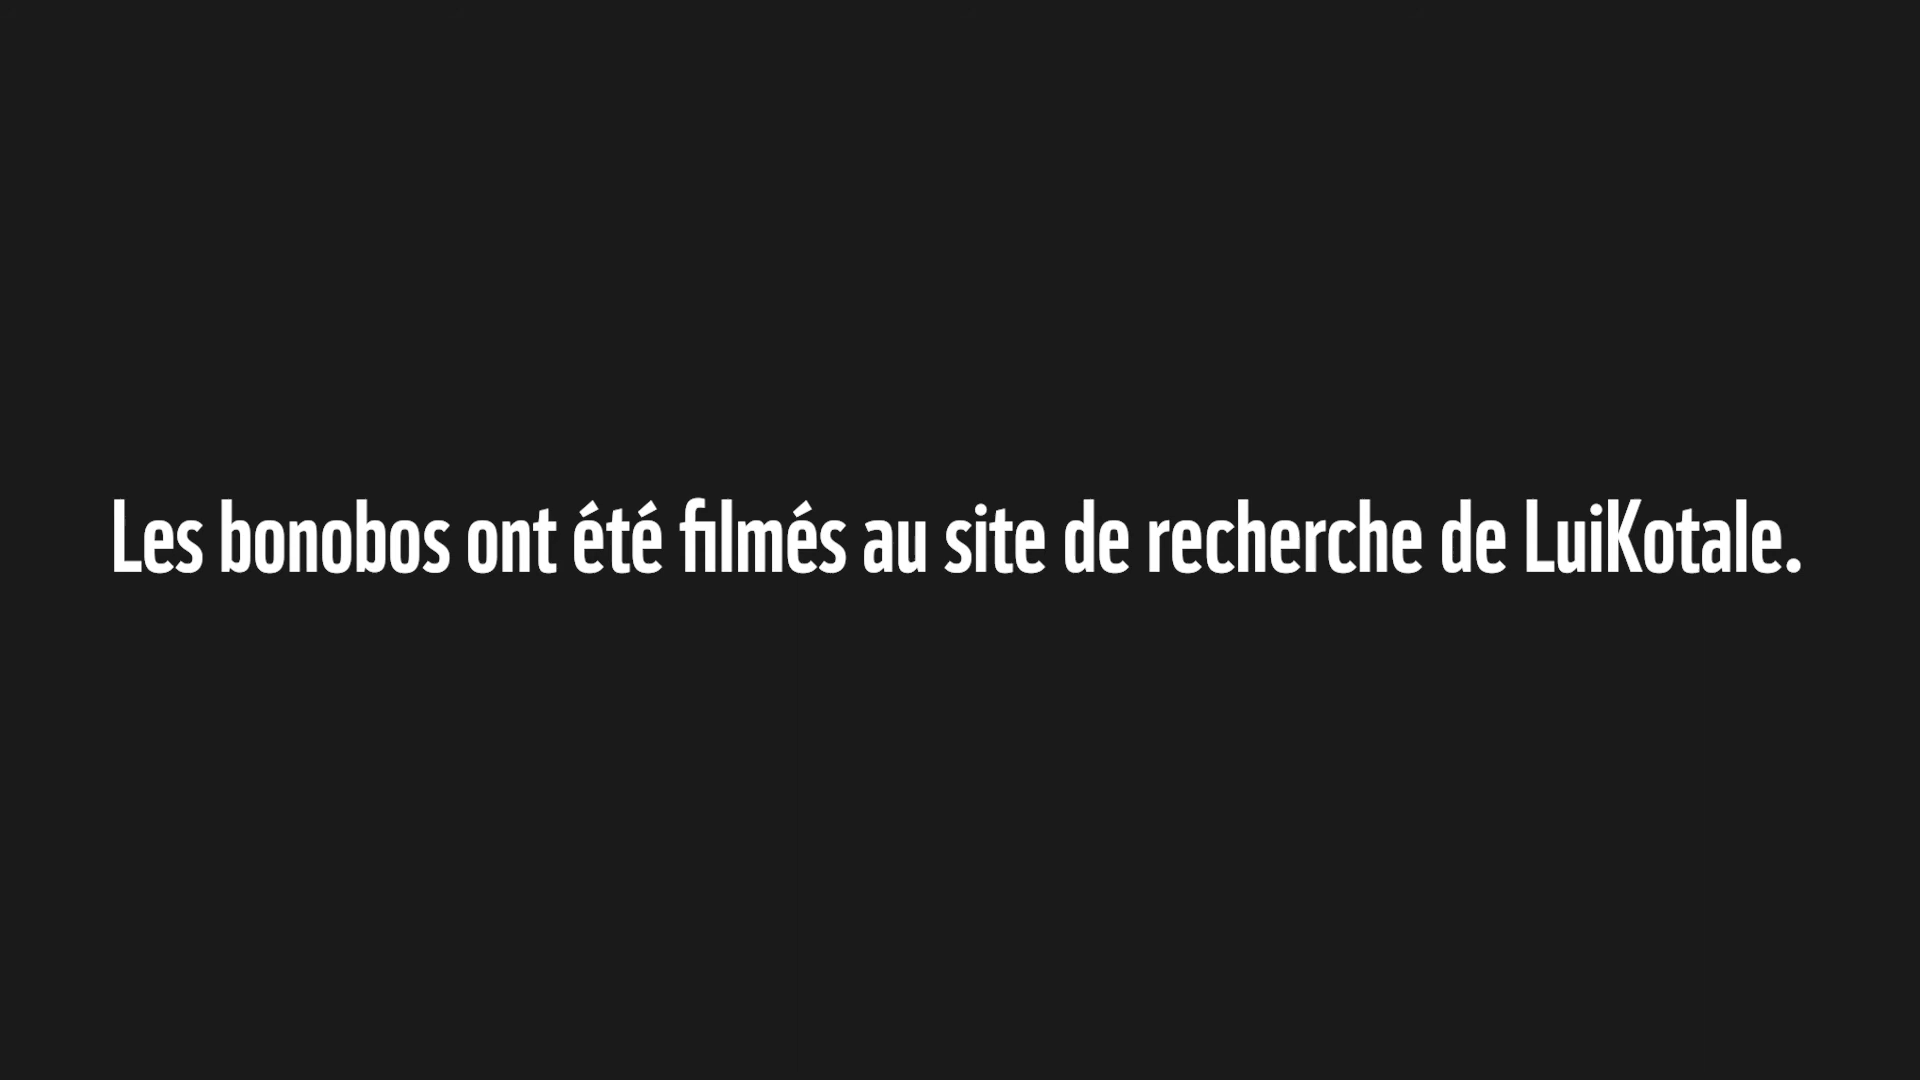 Les bonobos ont été filmés au site de recherche de LuiKotale.